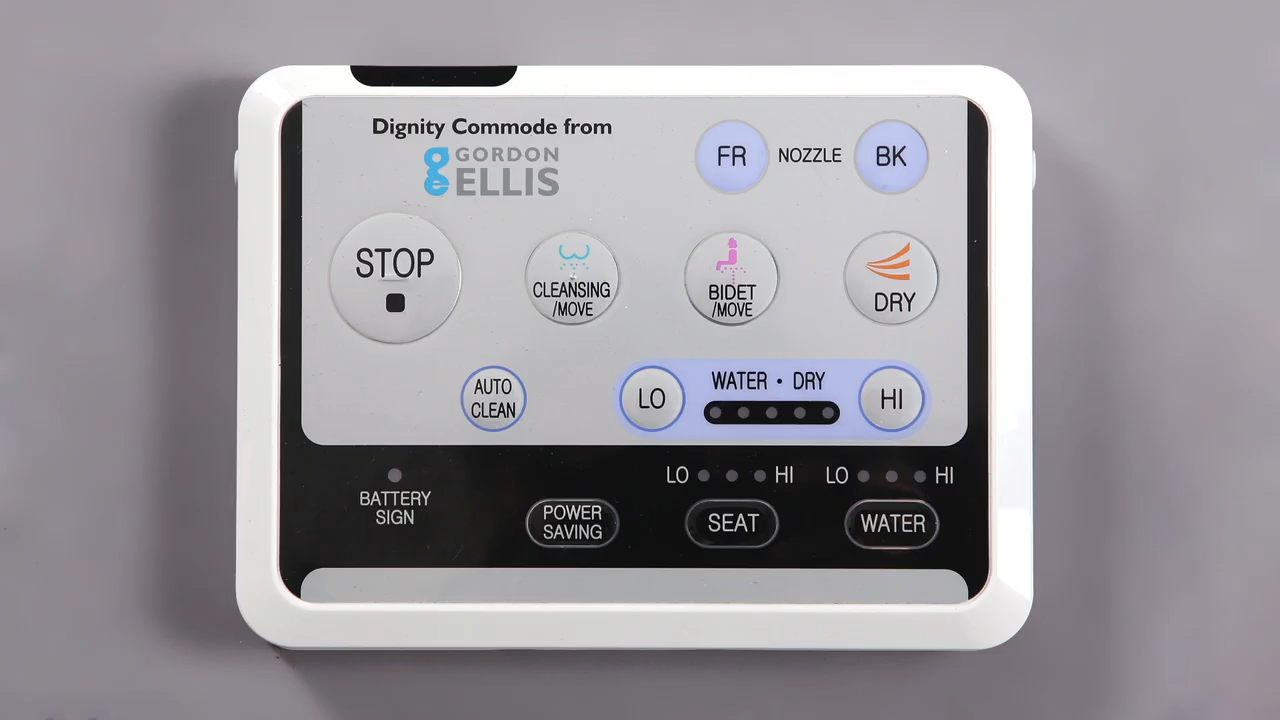 Dignity Commode from
GORDON
ELLIS
FR NOZZLE BK
STOP
CLEANSING
/MOVE
BIDET
/MOVE
DRY
AUTO
CLEAN
LO
WATER • DRY
HI
BATTERY
SIGN
POWER
SAVING
LO HI
SEAT
LO HI
WATER